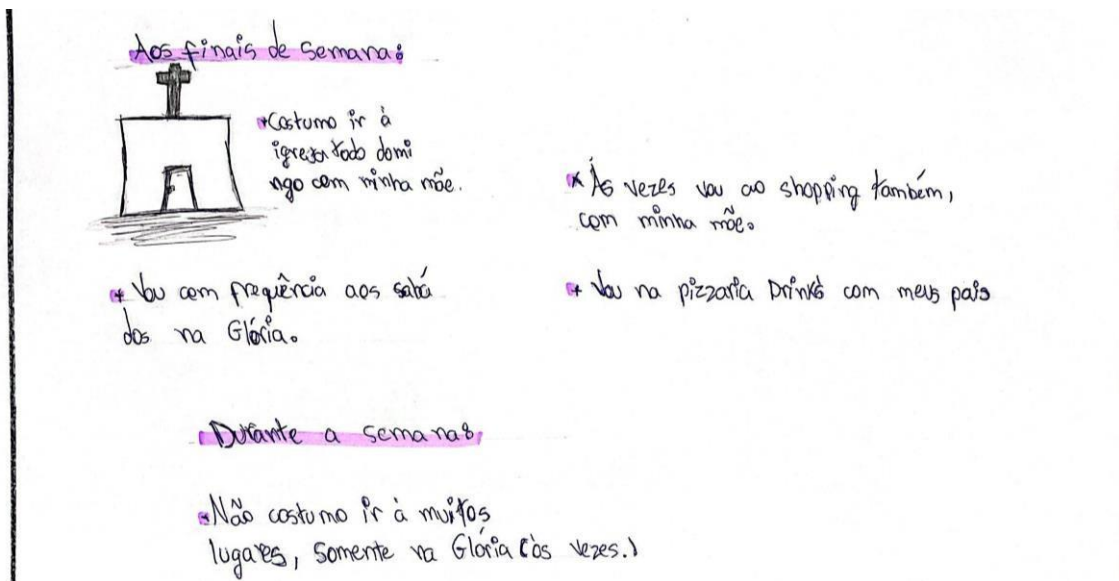 Aos finais de semana:
*Costumo ir à
igreja todo domi
ngo com minha mãe.
* Vou com frequência aos sába
dos na Glória.
* Às vezes vou ao shopping também,
com minha mãe.
* Vou na pizzaria Drinks com meus pais
Durante a semana:
*Não costumo ir à muitos
lugares, somente na Glória (às vezes.)